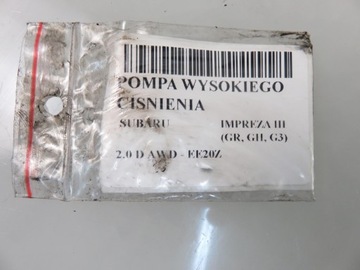 POMPA WYSOKIEGO
CIŚNIENIA
SUBARU IMPREZA III
(GR, GH, G3)
2.0 D AWD - EE20Z